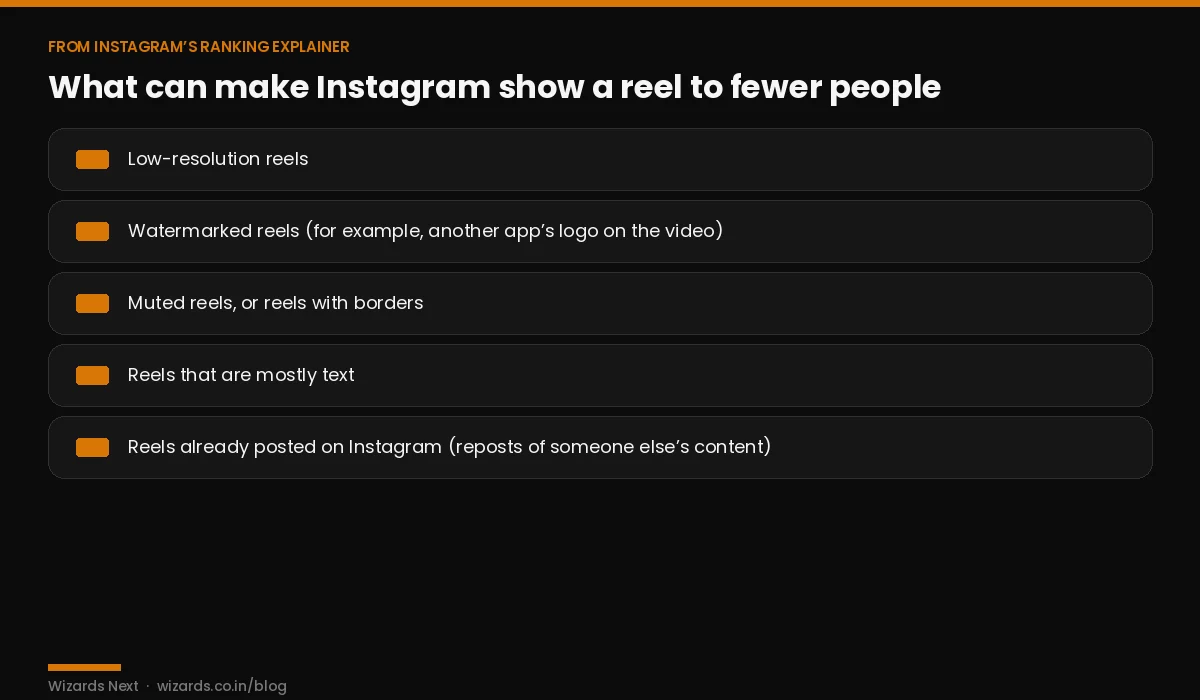 FROM INSTAGRAM’S RANKING EXPLAINER
What can make Instagram show a reel to fewer people
Low-resolution reels
Watermarked reels (for example, another app’s logo on the video)
Muted reels, or reels with borders
Reels that are mostly text
Reels already posted on Instagram (reposts of someone else’s content)
Wizards Next · wizards.co.in/blog